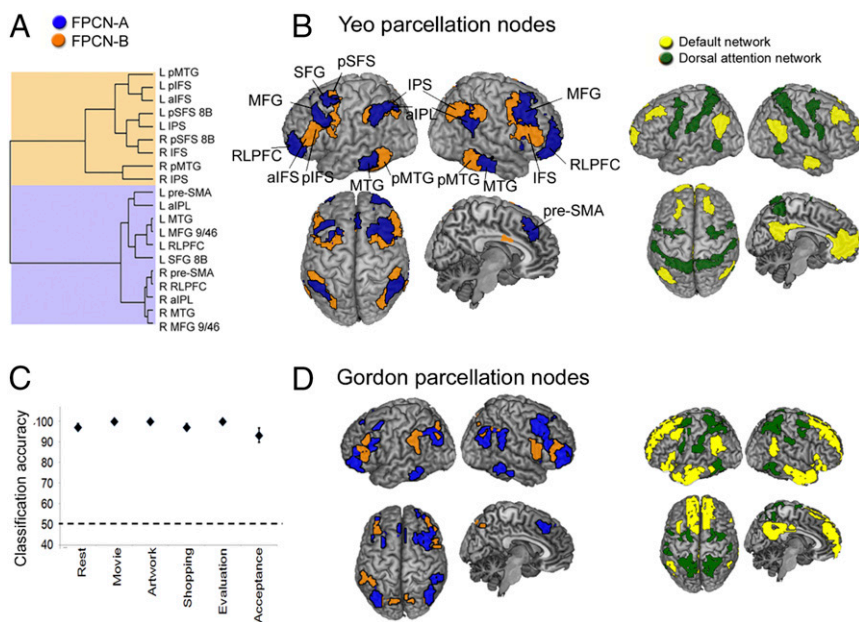 A
FPCN-A
FPCN-B
L pMTG
L pIFS
L aIFS
L pSFS 8B
L IPS
R pSFS 8B
R IFS
R pMTG
R IPS
L pre-SMA
L aIPL
L MTG
L MFG 9/46
L RLPFC
L SFG 8B
R pre-SMA
R RLPFC
R aIPL
R MTG
R MFG 9/46
B Yeo parcellation nodes
pSFS
SFG
MFG
RLPFC
aIFS
pIFS
MTG
pMTG
IPS
aIPL
MFG
RLPFC
IFS
pMTG
MTG
pre-SMA
Default network
Dorsal attention network
C
Classification accuracy
100
90
80
70
60
50
40
Rest
Movie
Artwork
Shopping
Evaluation
Acceptance
D Gordon parcellation nodes